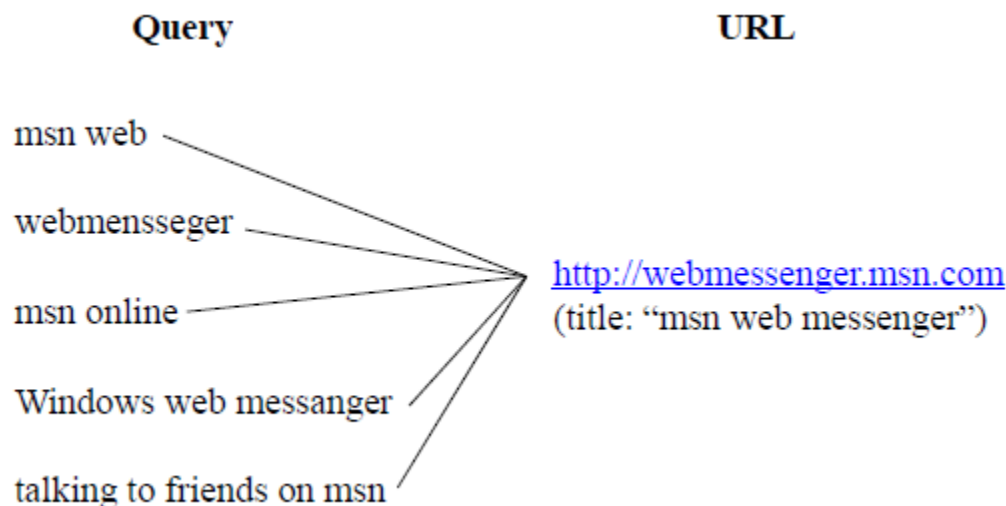 Query
URL
msn web
webmensseger
msn online
Windows web messanger
talking to friends on msn
http://webmessenger.msn.com
(title: “msn web messenger”)